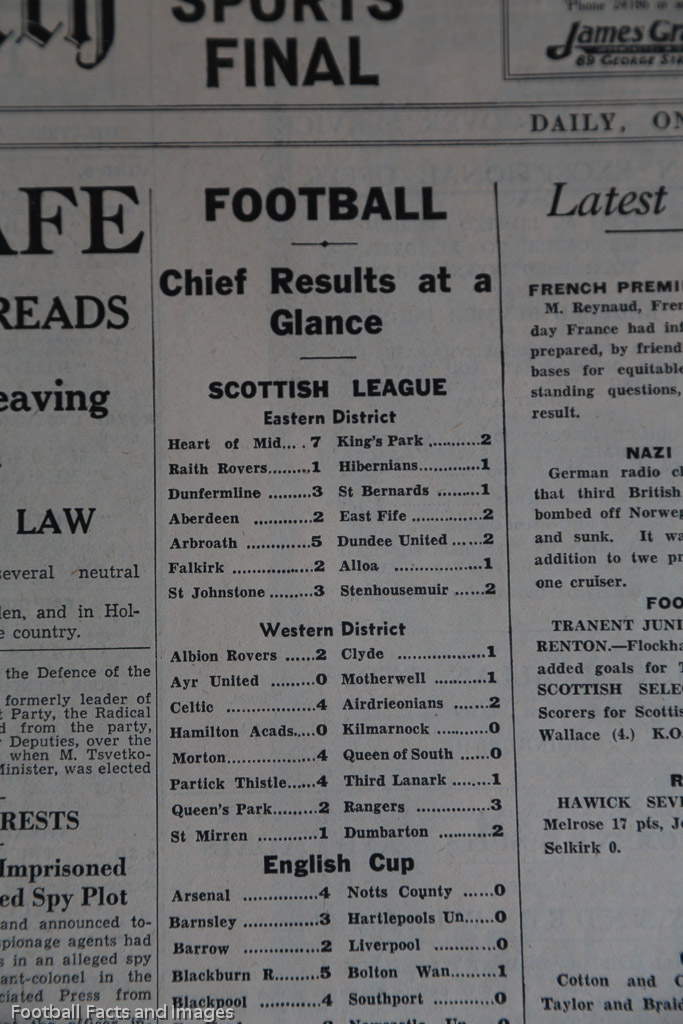 SPORTS
FINAL
'Phone
James Gr
89 GEORGE
DAILY, ON
AFE
READS
eaving
LAW
several neutral
len, and in Hol-
e country.
the Defence of the
formerly leader of
t Party, the Radical
d from the party,
Deputies, over the
when M. Tsvetko-
Minister, was elected
RESTS
Imprisoned
ed Spy Plot
and announced to-
spionage agents had
s in an alleged spy
ant-colonel in the
ciated Press from
FOOTBALL
Chief Results at a
Glance
SCOTTISH LEAGUE
Eastern District
Heart of Mid... . 7 King's Park ..........2
Raith Rovers........1 Hibernians............1
Dunfermline .........3 St Bernards ........1
Aberdeen ............2 East Fife .............2
Arbroath ............5 Dundee United .....2
Falkirk ..............2 Alloa ..................1
St Johnstone ........3 Stenhousemuir .....2
Western District
Albion Rovers ......2 Clyde ..................1
Ayr United .........0 Motherwell ...........1
Celtic ................4 Airdrieonians .......2
Hamilton Acads....0 Kilmarnock ..........0
Morton...............4 Queen of South .....0
Partick Thistle.....4 Third Lanark .......1
Queen's Park........2 Rangers ..............3
St Mirren ...........1 Dumbarton ..........2
English Cup
Arsenal ..............4 Notts County ......0
Barnsley .............3 Hartlepools Un.....0
Barrow ...............2 Liverpool ............0
Blackburn R........5 Bolton Wan........1
Blackpool ...........4 Southport ............0
Latest
FRENCH PREMI
M. Reynaud, Fren
day France had inf
prepared, by friend
bases for equitable
standing questions,
result.
NAZI
German radio cl
that third British
bombed off Norweg
and sunk. It wa
addition to twe pr
one cruiser.
FOO
TRANENT JUNI
RENTON.—Flockha
added goals for T
SCOTTISH SELE
Scorers for Scottis
Wallace (4.) K.O.
R
HAWICK SEVE
Melrose 17 pts, Je
Selkirk 0.
Cotton and C
Taylor and Braid
Football Facts and Images